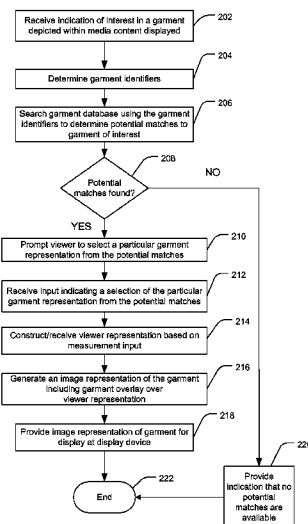 Receive indication of interest in a garment
depicted within media content displayed
202
204
Determine garment identifiers
206
Search garment database using the garment
identifiers to determine potential matches to
garment of interest
208
Potential
matches found?
NO
YES
210
Prompt viewer to select a particular garment
representation from the potential matches
212
Receive Input indicating a selection of the particular
garment representation from the potential matches
214
Construct/receive viewer representation based on
measurement input
216
Generate an image representation of the garment
including garment overlay over
viewer representation
218
Provide image representation of garment for
display at display device
222
End
Provide
indication that no
potential
matches are
available